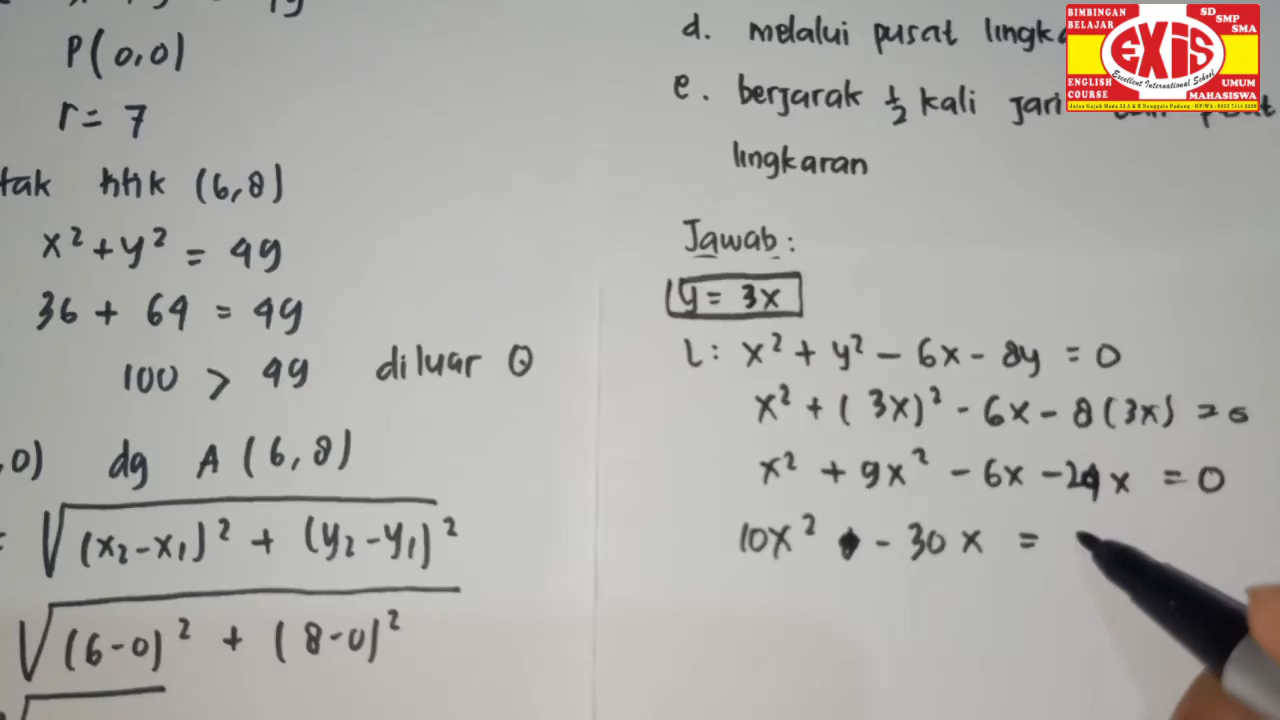 P(0,0)
r = 7
titik (6,8)
x² + y² = 49
36 + 64 = 49
100 > 49 diluar
,0) dg A (6,8)
= √(x₂-x₁)² + (y₂-y₁)²
√(6-0)² + (8-0)²
d. melalui pusat
e. berjarak ½ kali jari
lingkaran
Jawab:
y = 3x
L: x² + y² - 6x - 8y = 0
x² + (3x)² - 6x - 8(3x) = 0
x² + 9x² - 6x - 24x = 0
10x² - 30x =
BIMBINGAN
BELAJAR
SD
SMP
SMA
EXIS
Excellent International School
ENGLISH
COURSE
UMUM
MAHASISWA